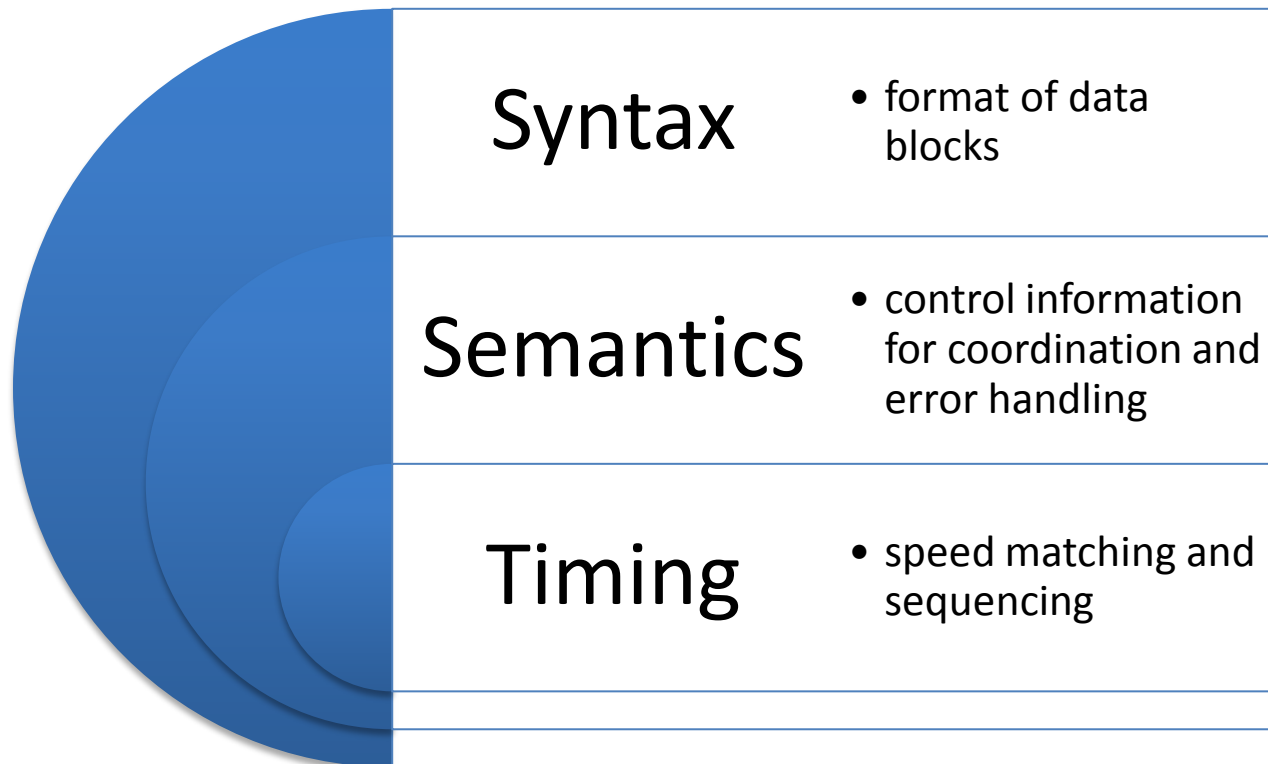 Syntax
• format of data
blocks
Semantics
• control information
for coordination and
error handling
Timing
• speed matching and
sequencing